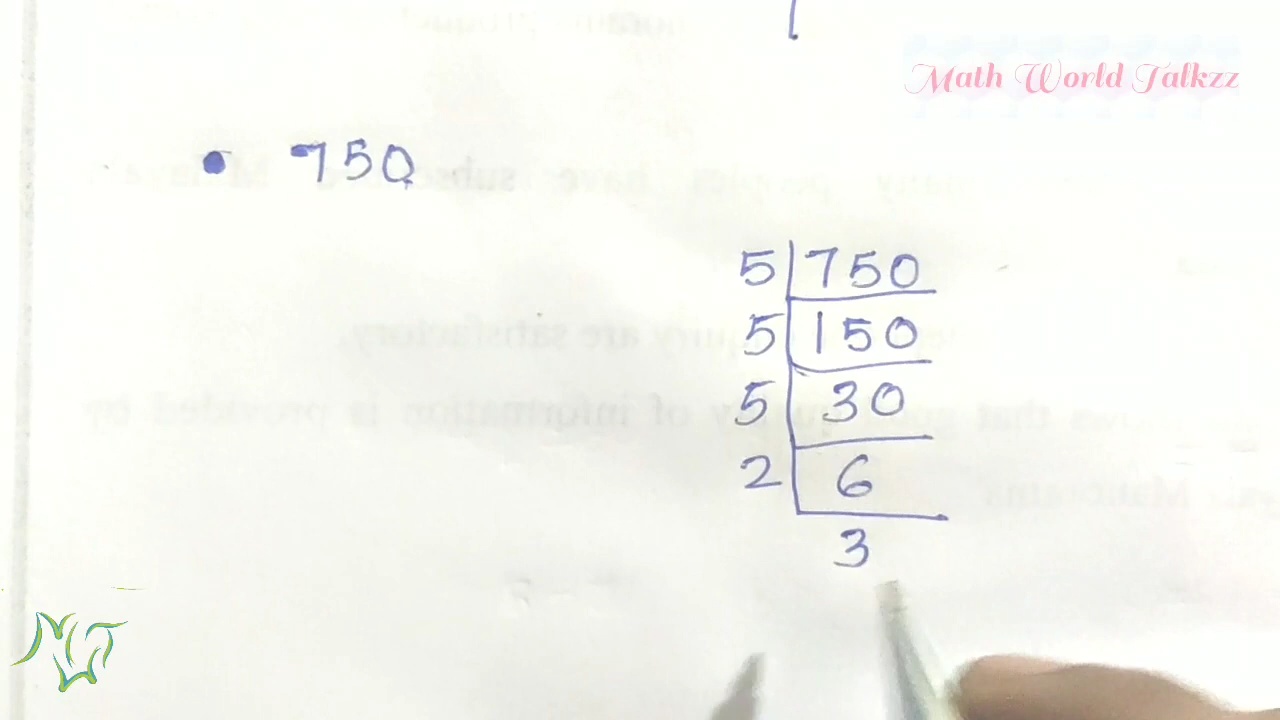 Math World Talkzz
• 750
5 | 750
5 | 150
5 | 30
2 | 6
3